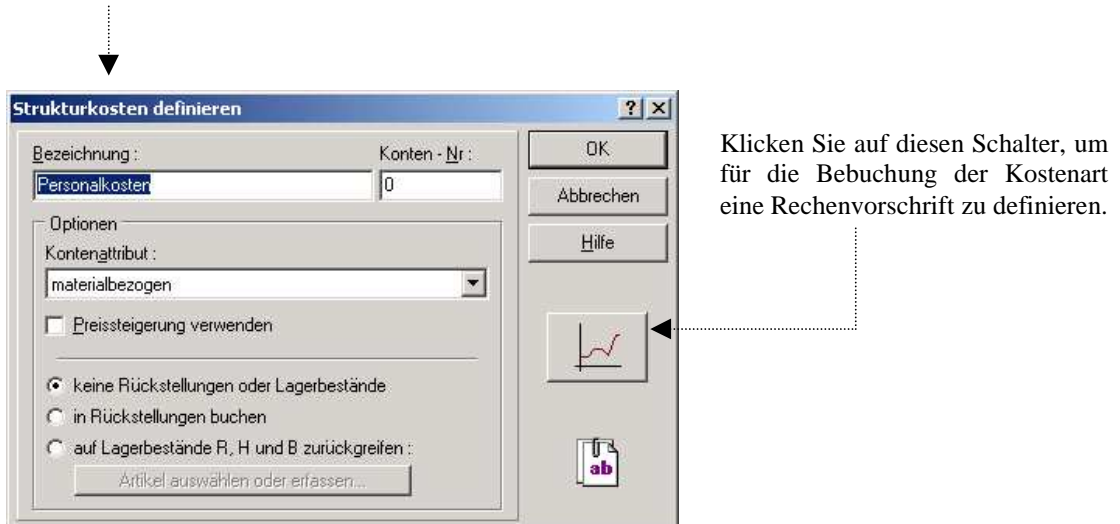 Strukturkosten definieren
Bezeichnung :
Konten - Nr :
Personalkosten
0
OK
Abbrechen
Hilfe
Optionen
Kontenattribut :
materialbezogen
Preissteigerung verwenden
keine Rückstellungen oder Lagerbestände
in Rückstellungen buchen
auf Lagerbestände R, H und B zurückgreifen :
Artikel auswählen oder erfassen...
ab
Klicken Sie auf diesen Schalter, um
für die Bebuchung der Kostenart
eine Rechenvorschrift zu definieren.